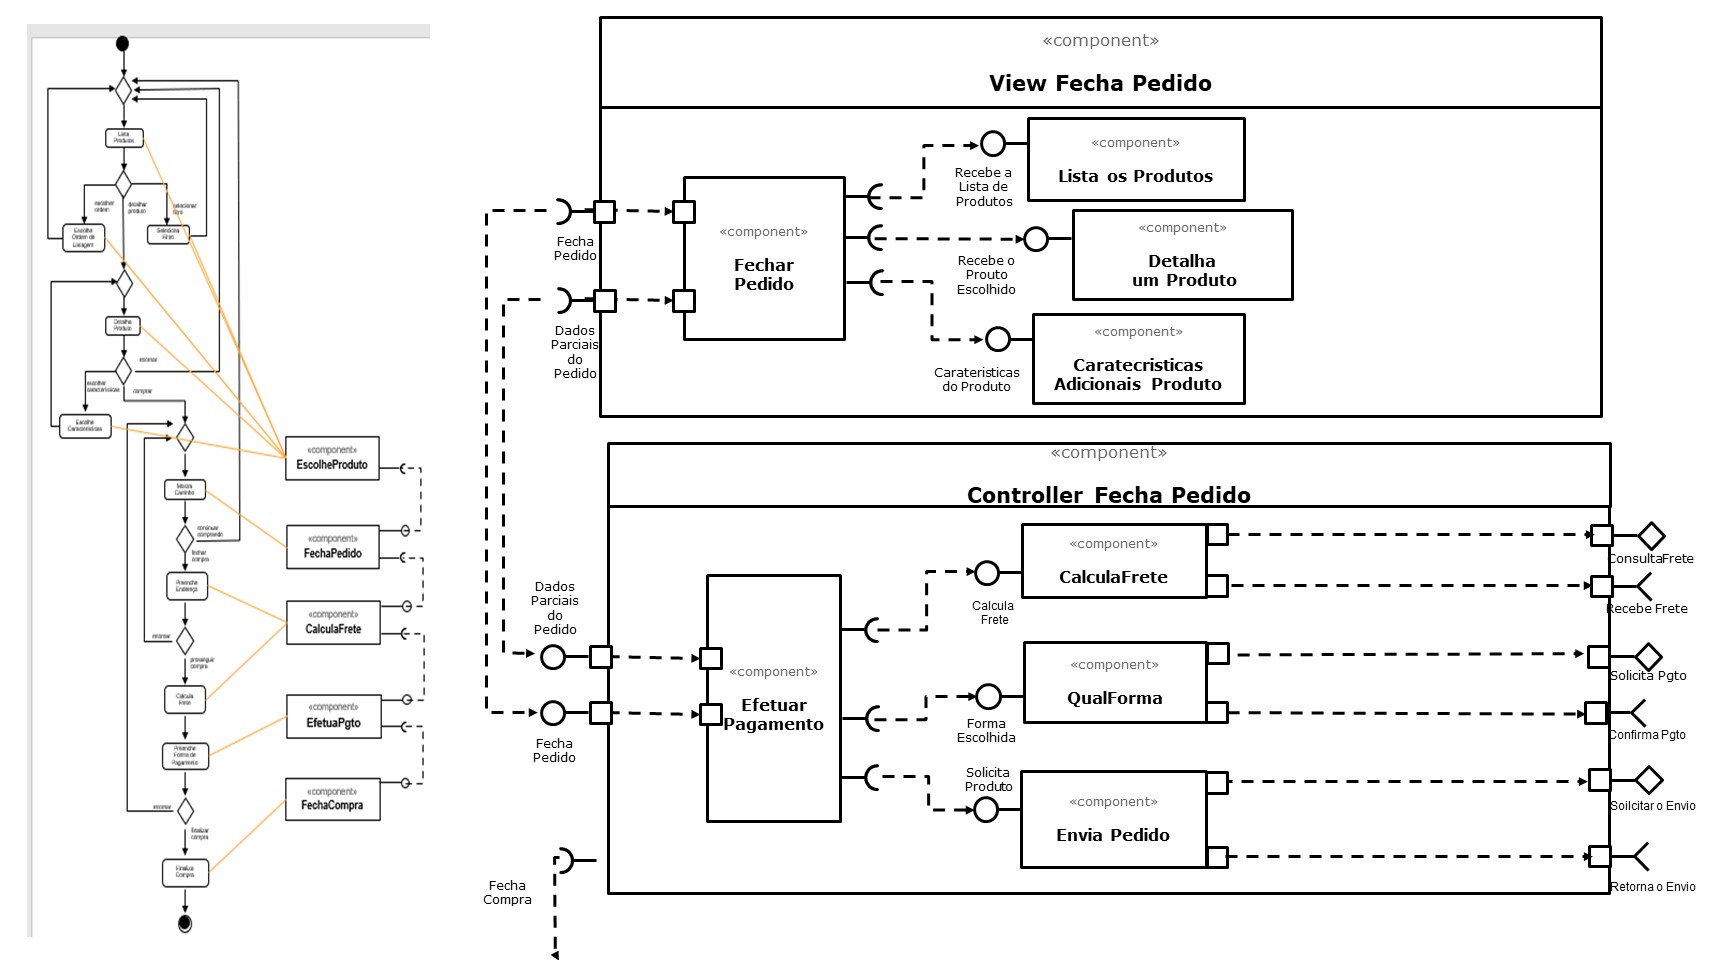 Lista
Produtos
escolher
ordem
detalhar
produto
selecionar
filtro
Escolhe
Ordem de
Listagem
Seleciona
Filtro
Detalha
Produto
retornar
escolher
características
comprar
Escolhe
Características
Mostra
Carrinho
continuar
comprando
fechar
compra
Preenche
Endereço
retornar
prosseguir
compra
Calcula
Frete
Preenche
Forma de
Pagamento
retornar
finalizar
compra
Finaliza
Compra
«component»
EscolheProduto
«component»
FechaPedido
«component»
CalculaFrete
«component»
EfetuaPgto
«component»
FechaCompra
«component»
View Fecha Pedido
Fecha
Pedido
Dados
Parciais
do
Pedido
«component»
Fechar
Pedido
Recebe a
Lista de
Produtos
«component»
Lista os Produtos
Recebe o
Prouto
Escolhido
«component»
Detalha
um Produto
Carateristicas
do Produto
«component»
Caratecristicas
Adicionais Produto
«component»
Controller Fecha Pedido
Dados
Parciais
do
Pedido
Fecha
Pedido
«component»
Efetuar
Pagamento
Calcula
Frete
«component»
CalculaFrete
ConsultaFrete
Recebe Frete
Forma
Escolhida
«component»
QualForma
Solicita Pgto
Confirma Pgto
Solicita
Produto
«component»
Envia Pedido
Soilcitar o Envio
Retorna o Envio
Fecha
Compra